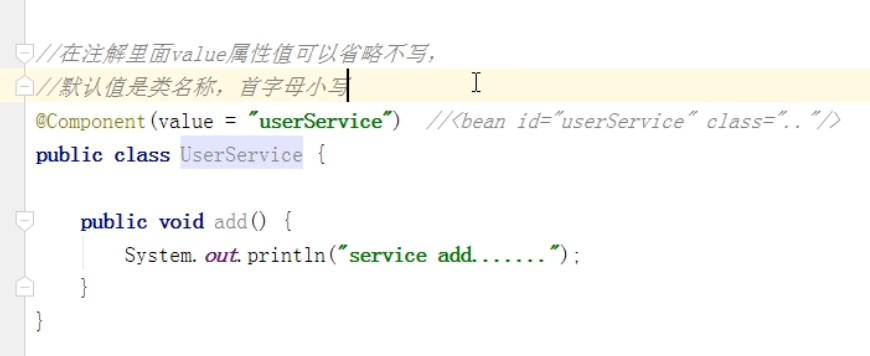 //在注解里面value属性值可以省略不写，
//默认值是类名称，首字母小写
@Component(value = "userService")  //<bean id="userService" class=".."/>
public class UserService {
    public void add() {
        System.out.println("service add.......");
    }
}